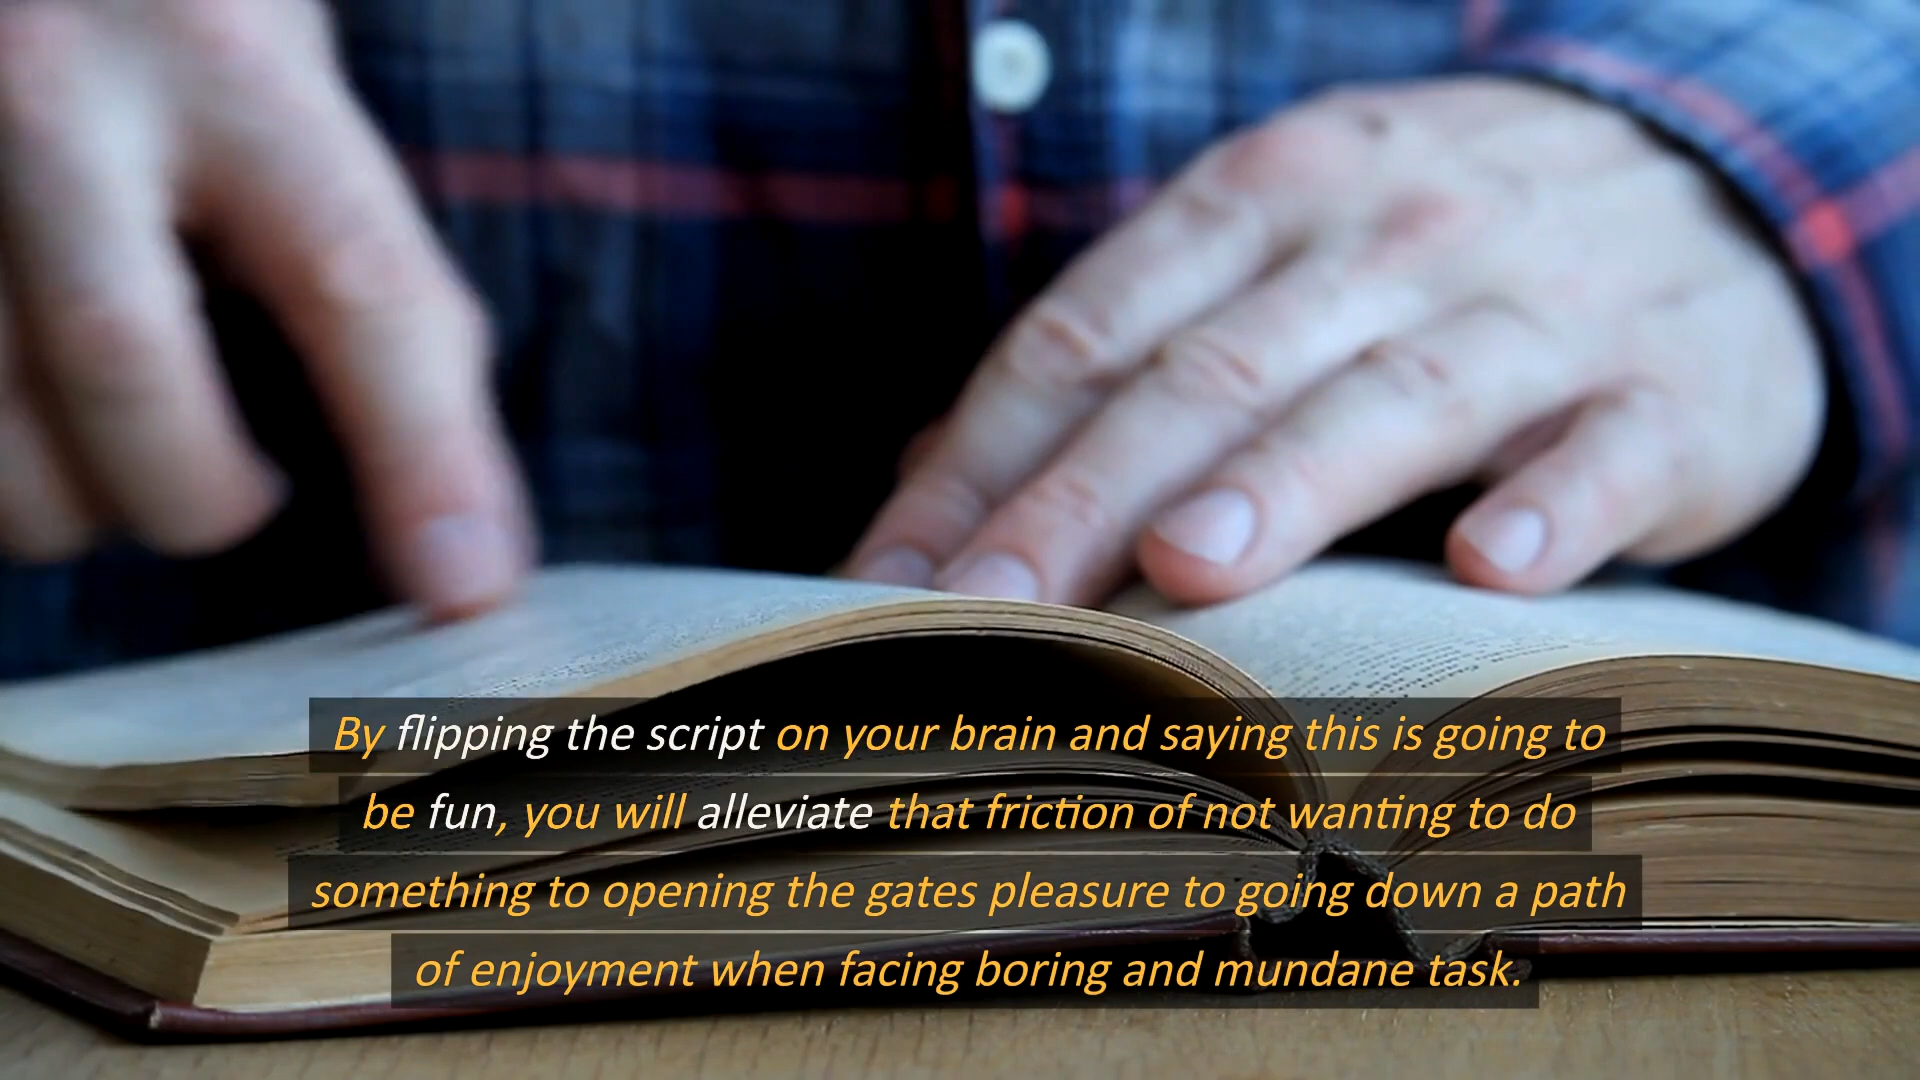 By flipping the script on your brain and saying this is going to
be fun, you will alleviate that friction of not wanting to do
something to opening the gates pleasure to going down a path
of enjoyment when facing boring and mundane task.